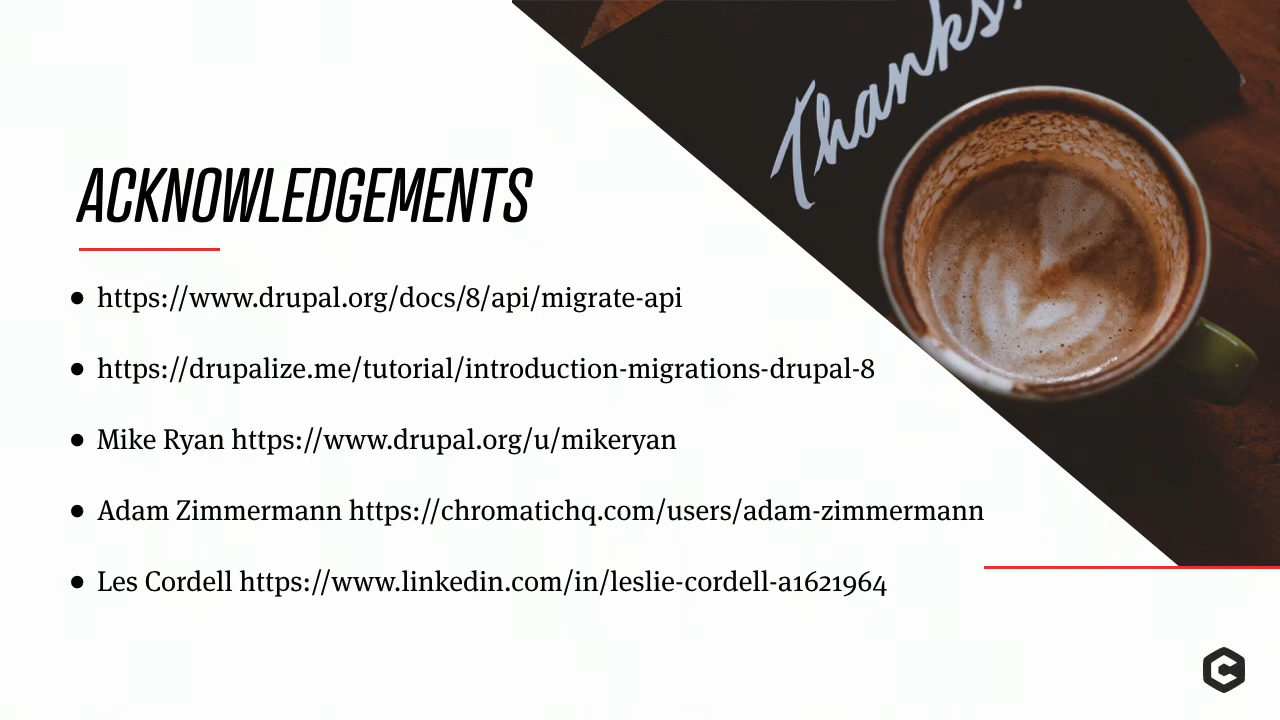 Thanks!
ACKNOWLEDGEMENTS
● https://www.drupal.org/docs/8/api/migrate-api
● https://drupalize.me/tutorial/introduction-migrations-drupal-8
● Mike Ryan https://www.drupal.org/u/mikeryan
● Adam Zimmermann https://chromatichq.com/users/adam-zimmermann
● Les Cordell https://www.linkedin.com/in/leslie-cordell-a1621964